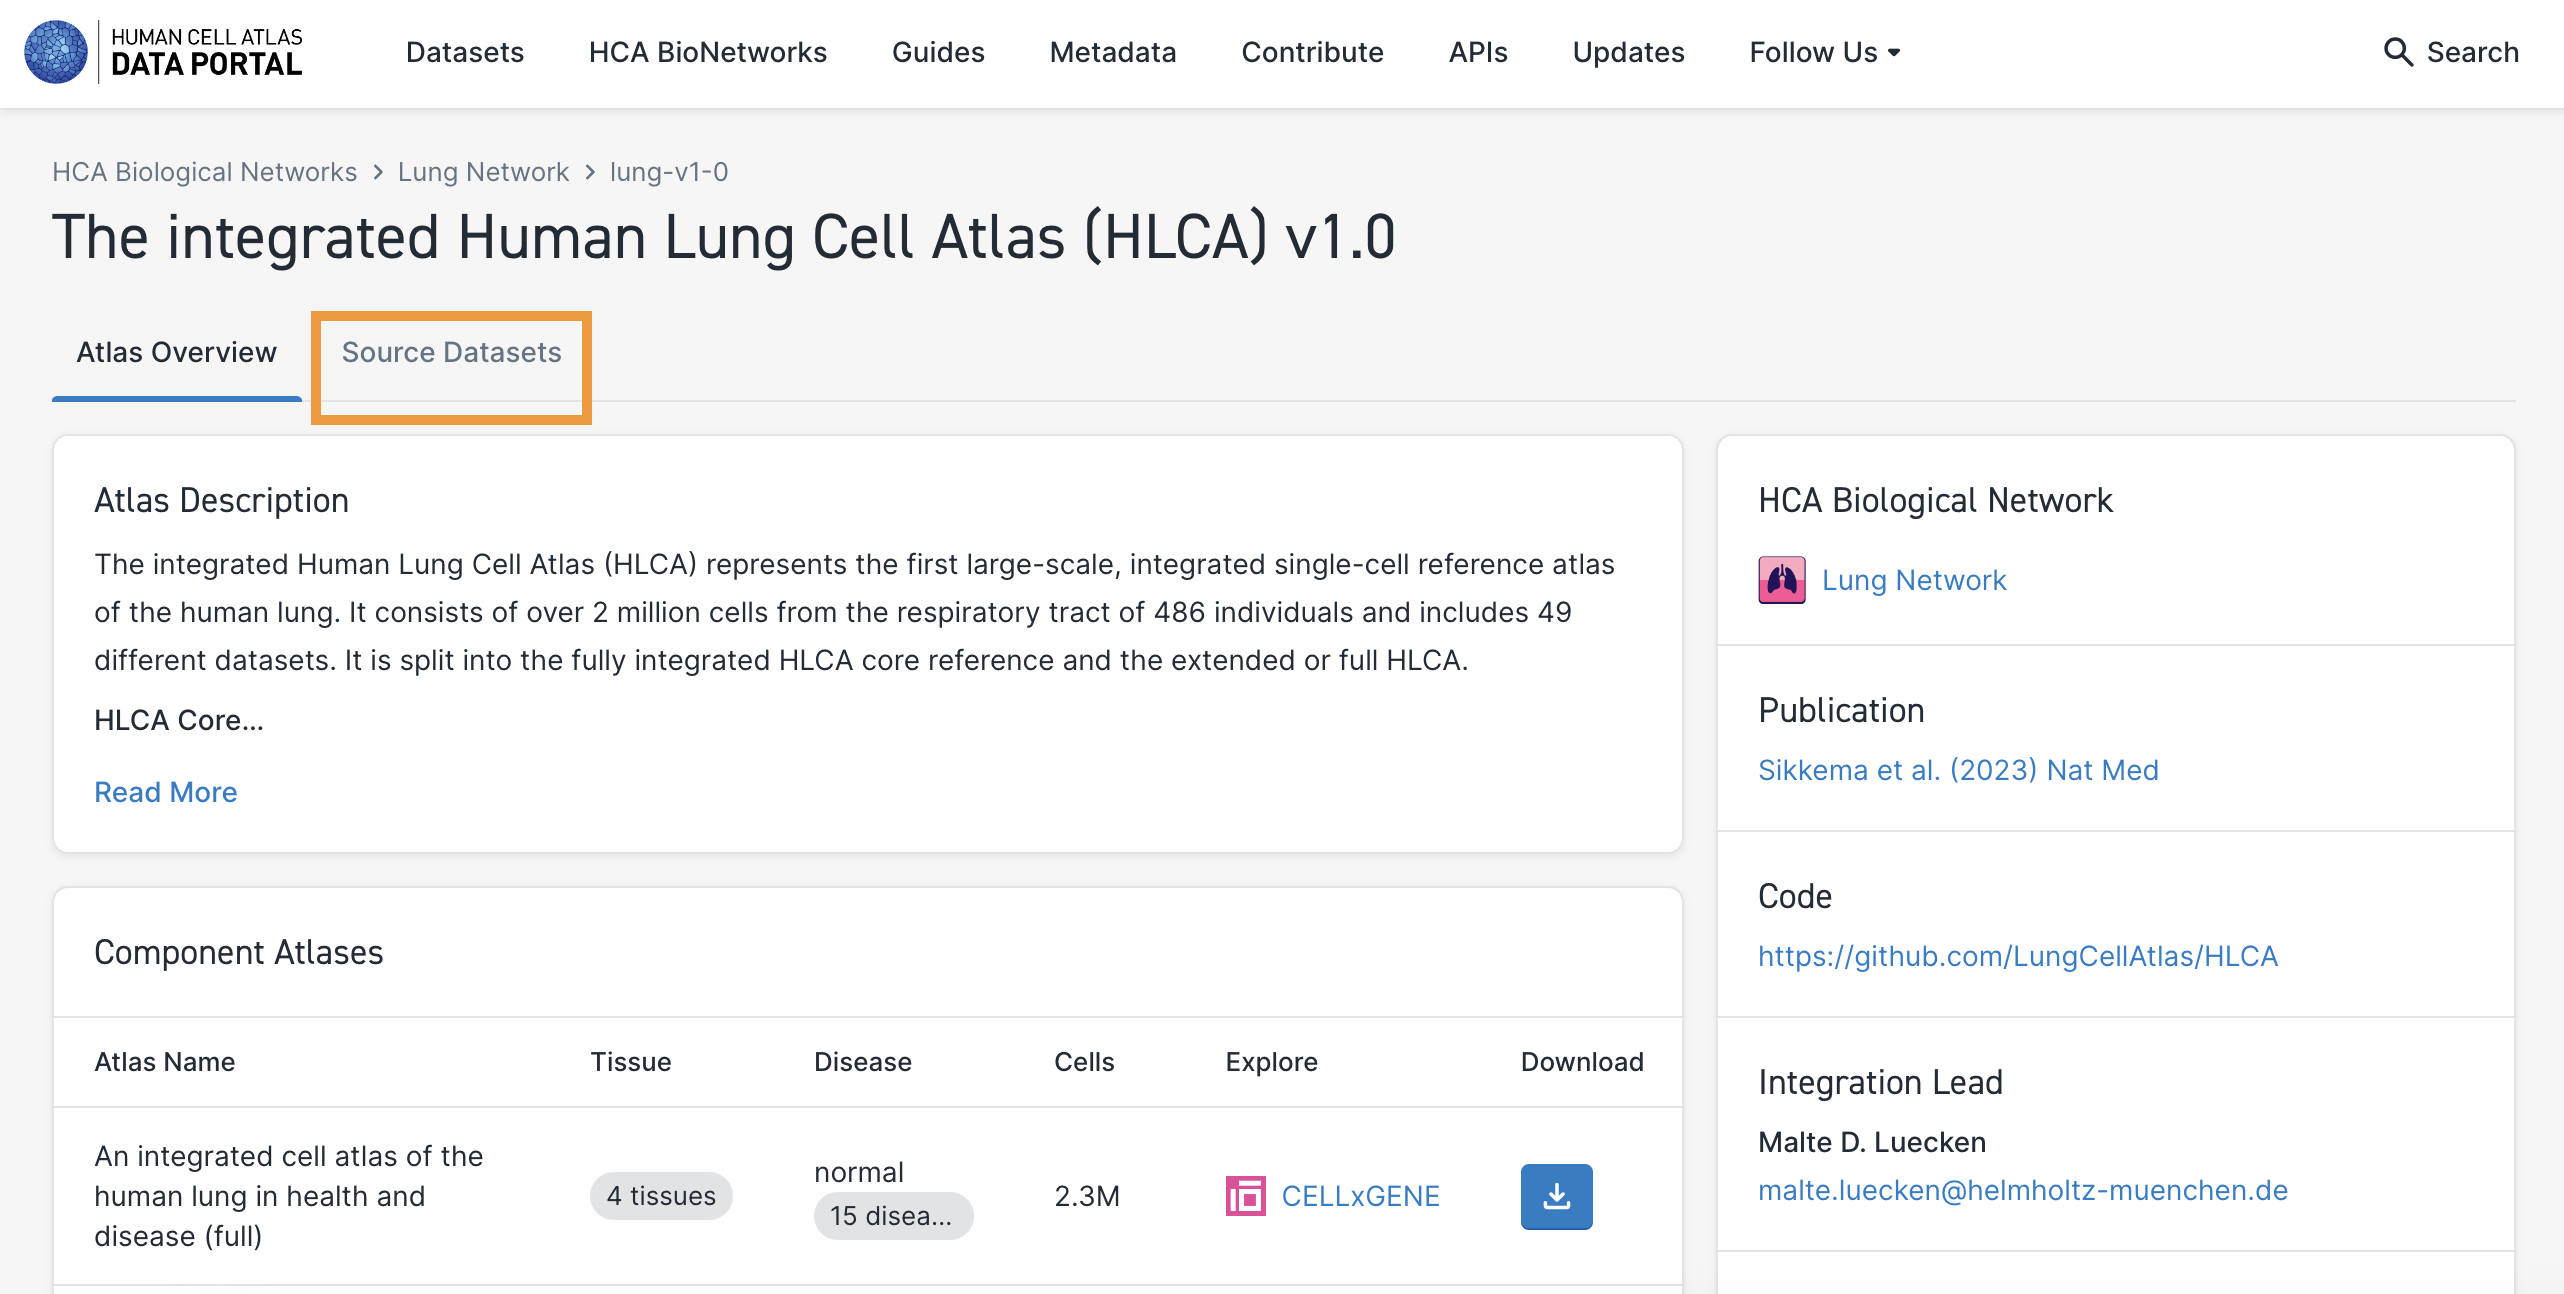 HUMAN CELL ATLAS
DATA PORTAL
Datasets
HCA BioNetworks
Guides
Metadata
Contribute
APIs
Updates
Follow Us
Search
HCA Biological Networks > Lung Network > lung-v1-0
The integrated Human Lung Cell Atlas (HLCA) v1.0
Atlas Overview
Source Datasets
Atlas Description
The integrated Human Lung Cell Atlas (HLCA) represents the first large-scale, integrated single-cell reference atlas
of the human lung. It consists of over 2 million cells from the respiratory tract of 486 individuals and includes 49
different datasets. It is split into the fully integrated HLCA core reference and the extended or full HLCA.
HLCA Core...
Read More
Component Atlases
Atlas Name
Tissue
Disease
Cells
Explore
Download
An integrated cell atlas of the
human lung in health and
disease (full)
4 tissues
normal
15 disea...
2.3M
CELLxGENE
HCA Biological Network
Lung Network
Publication
Sikkema et al. (2023) Nat Med
Code
https://github.com/LungCellAtlas/HLCA
Integration Lead
Malte D. Luecken
malte.luecken@helmholtz-muenchen.de